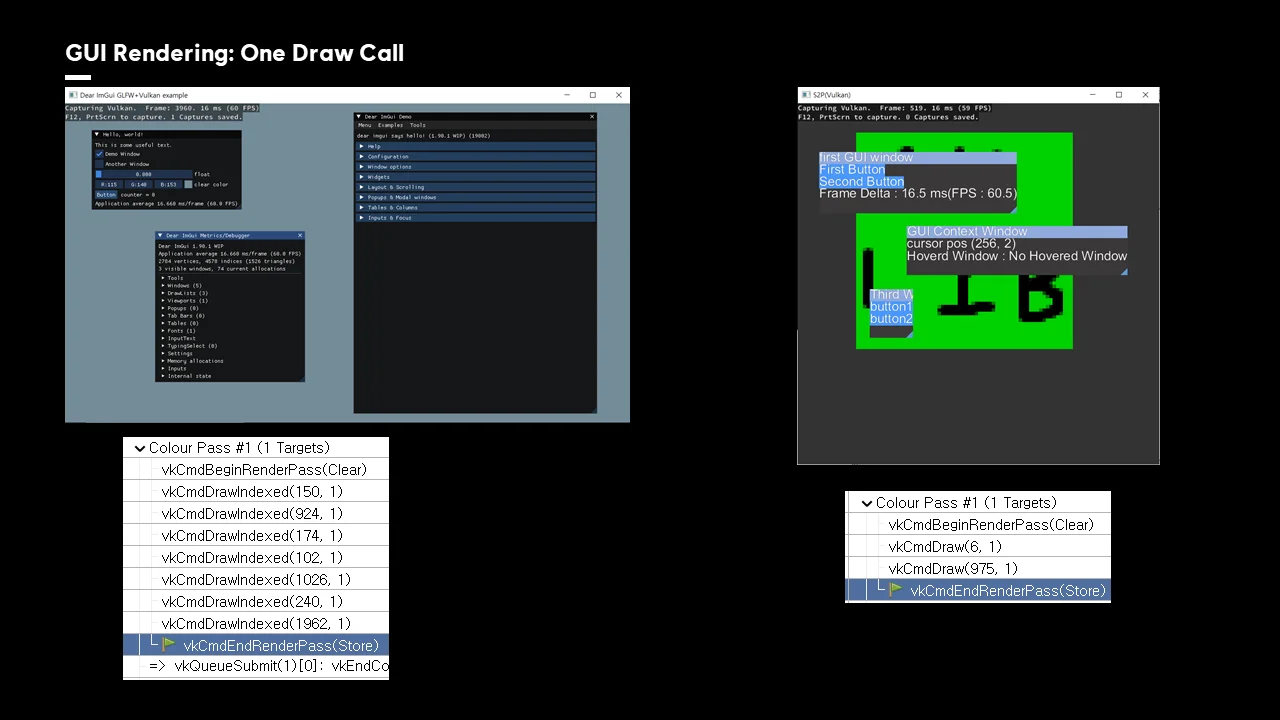 GUI Rendering: One Draw Call
Dear ImGui GLFW+Vulkan example
Capturing Vulkan. Frame: 3960. 16 ms (60 FPS)
F12, PrtScrn to capture. 1 Captures saved.
Hello, world!
This is some useful text.
Demo Window
Another Window
0.000 float
R:115 G:140 B:153 clear color
Button counter = 0
Application average 16.660 ms/frame (60.0 FPS)
Dear ImGui Metrics/Debugger
Dear ImGui 1.90.1 WIP
Application average 16.660 ms/frame (60.0 FPS)
2784 vertices, 4578 indices (1526 triangles)
3 visible windows, 74 current allocations
Tools
Windows (5)
DrawLists (3)
Viewports (1)
Popups (0)
Tab Bars (0)
Tables (0)
Fonts (1)
InputText
TypingSelect (0)
Settings
Memory allocations
Inputs
Internal state
Dear ImGui Demo
Menu Examples Tools
dear imgui says hello! (1.90.1 WIP) (19002)
Help
Configuration
Window options
Widgets
Layout & Scrolling
Popups & Modal windows
Tables & Columns
Inputs & Focus
Colour Pass #1 (1 Targets)
vkCmdBeginRenderPass(Clear)
vkCmdDrawIndexed(150, 1)
vkCmdDrawIndexed(924, 1)
vkCmdDrawIndexed(174, 1)
vkCmdDrawIndexed(102, 1)
vkCmdDrawIndexed(1026, 1)
vkCmdDrawIndexed(240, 1)
vkCmdDrawIndexed(1962, 1)
vkCmdEndRenderPass(Store)
=> vkQueueSubmit(1)[0]: vkEndCo
S2P(Vulkan)
Capturing Vulkan. Frame: 519. 16 ms (59 FPS)
F12, PrtScrn to capture. 0 Captures saved.
first GUI window
First Button
Second Button
Frame Delta : 16.5 ms(FPS : 60.5)
GUI Context Window
cursor pos (256, 2)
Hoverd Window : No Hovered Window
Third W
button1
button2
I B
Colour Pass #1 (1 Targets)
vkCmdBeginRenderPass(Clear)
vkCmdDraw(6, 1)
vkCmdDraw(975, 1)
vkCmdEndRenderPass(Store)